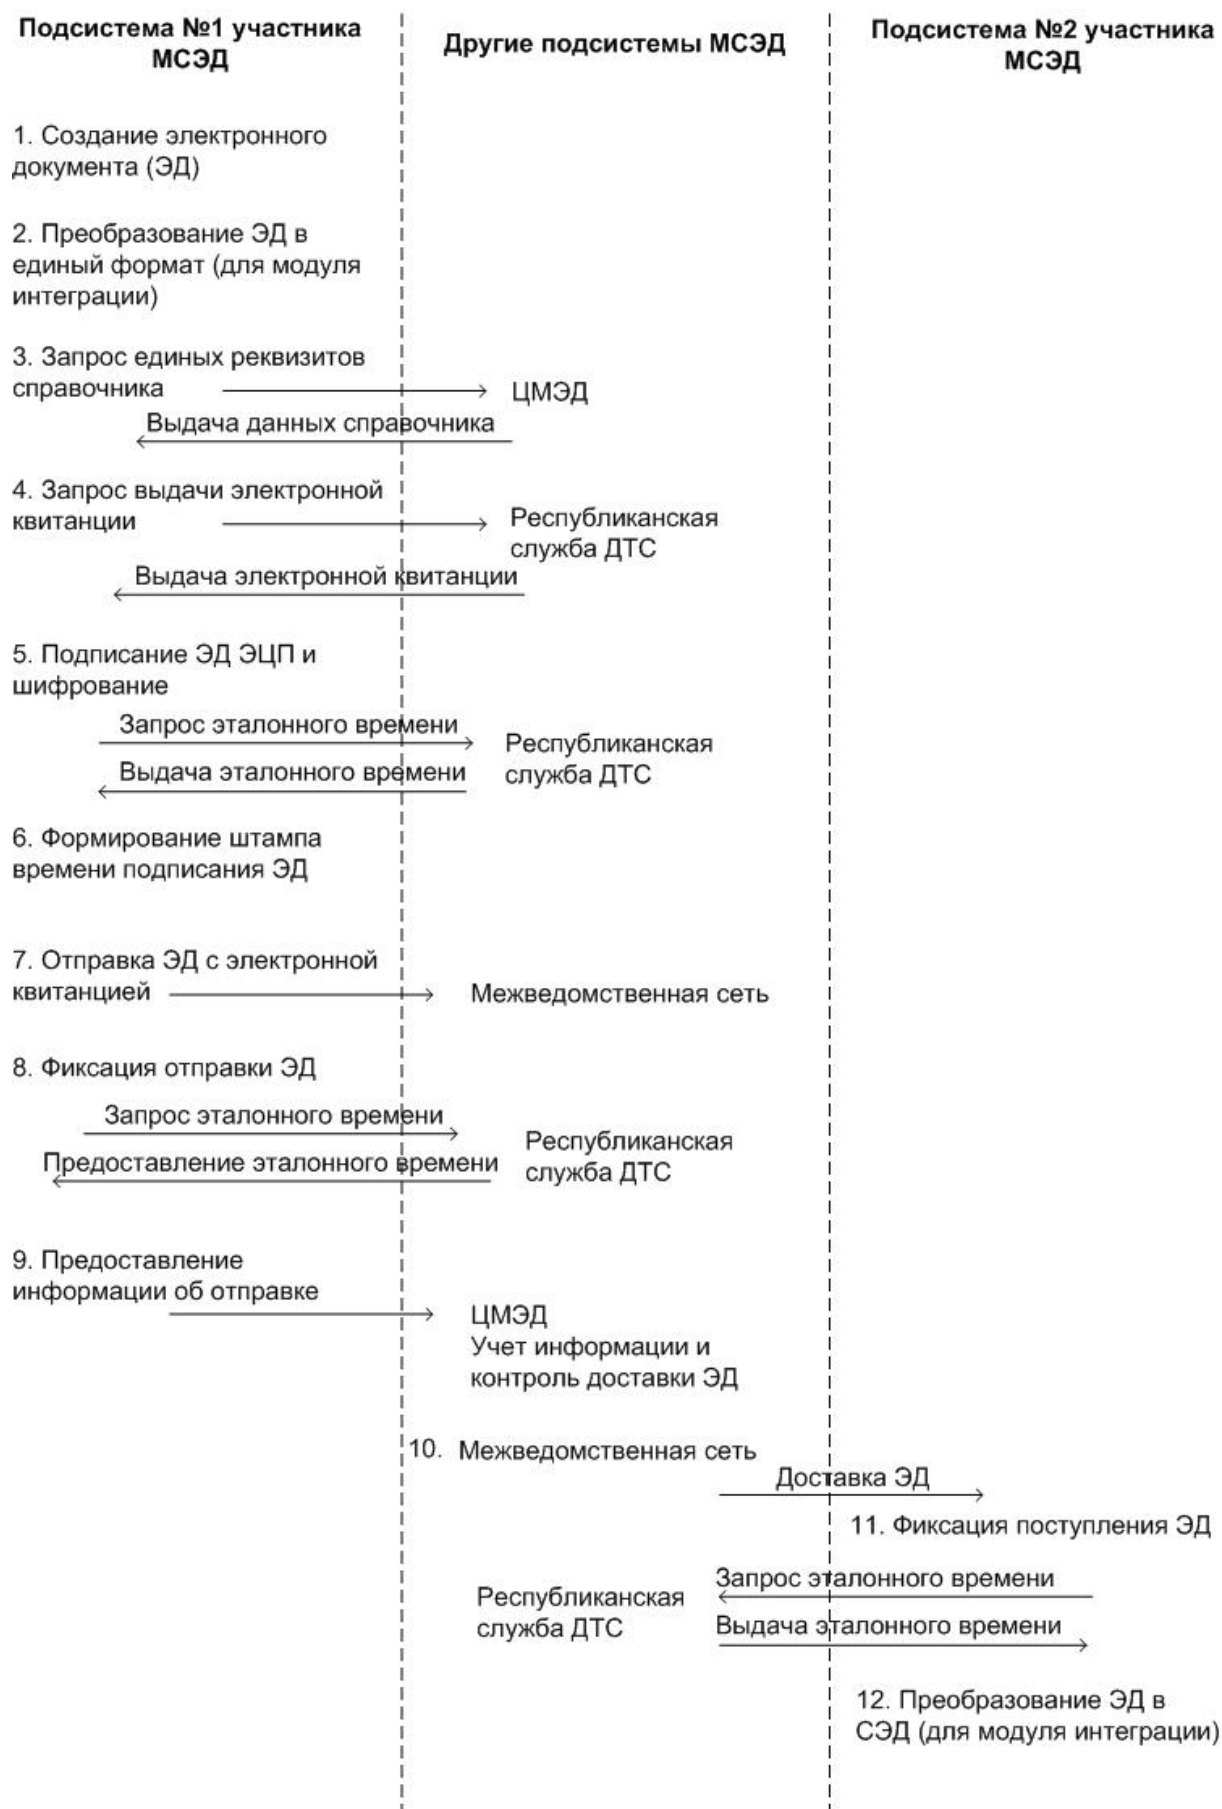 Подсистема №1 участника
МСЭД
Другие подсистемы МСЭД
Подсистема №2 участника
МСЭД
1. Создание электронного
документа (ЭД)
2. Преобразование ЭД в
единый формат (для модуля
интеграции)
3. Запрос единых реквизитов
справочника
ЦМЭД
Выдача данных справочника
4. Запрос выдачи электронной
квитанции
Республиканская
служба ДТС
Выдача электронной квитанции
5. Подписание ЭД ЭЦП и
шифрование
Запрос эталонного времени
Республиканская
служба ДТС
Выдача эталонного времени
6. Формирование штампа
времени подписания ЭД
7. Отправка ЭД с электронной
квитанцией
Межведомственная сеть
8. Фиксация отправки ЭД
Запрос эталонного времени
Республиканская
служба ДТС
Предоставление эталонного времени
9. Предоставление
информации об отправке
ЦМЭД
Учет информации и
контроль доставки ЭД
10. Межведомственная сеть
Доставка ЭД
11. Фиксация поступления ЭД
Запрос эталонного времени
Республиканская
служба ДТС
Выдача эталонного времени
12. Преобразование ЭД в
СЭД (для модуля интеграции)